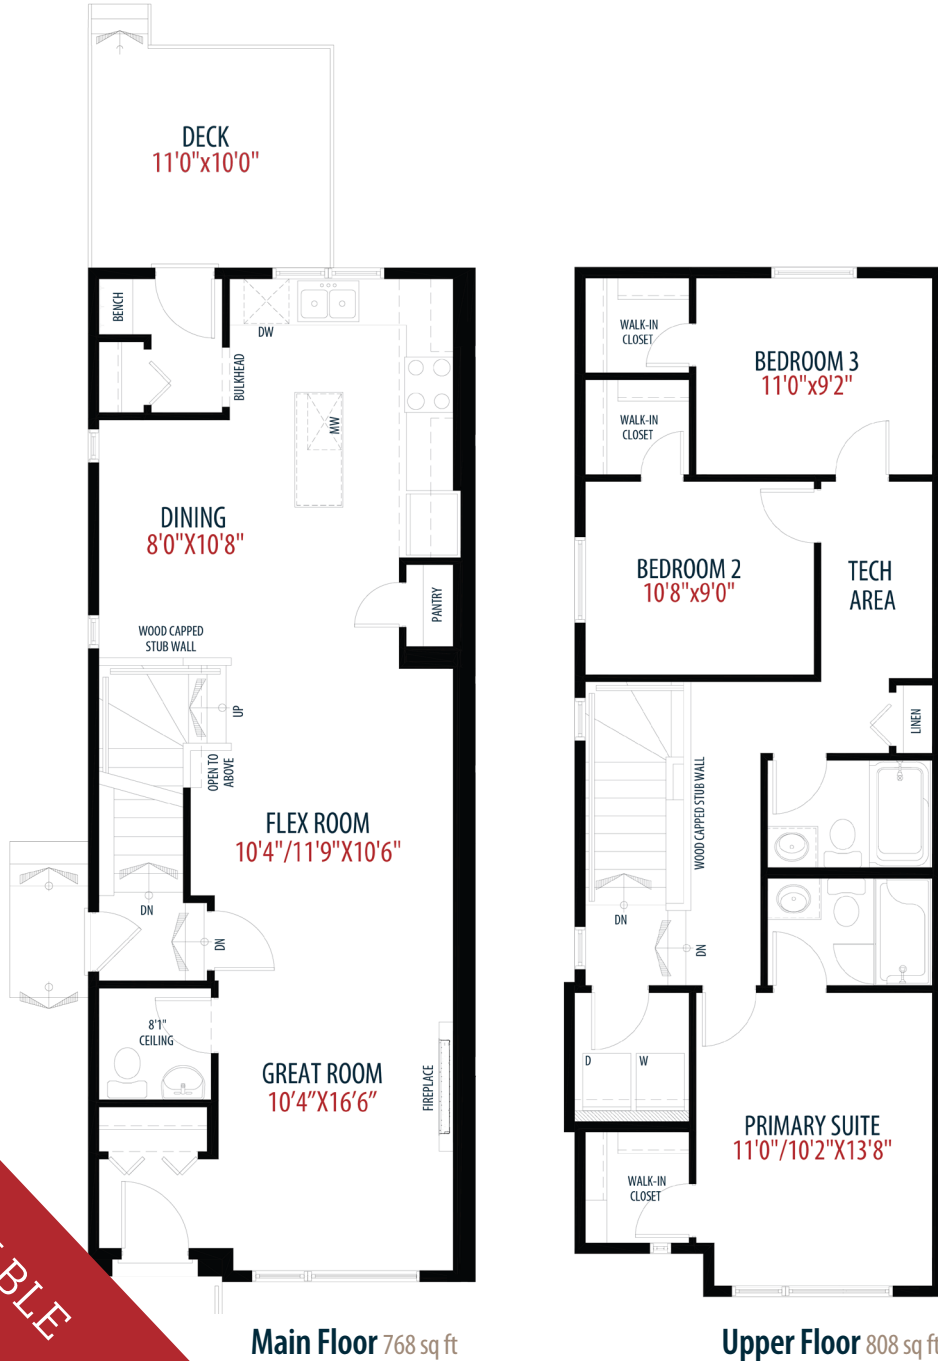 DECK
11'0"x10'0"
BENCH
DW
BULKHEAD
MW
DINING
8'0"X10'8"
PANTRY
WOOD CAPPED
STUB WALL
UP
OPEN TO
ABOVE
FLEX ROOM
10'4"/11'9"X10'6"
DN
DN
8'1"
CEILING
GREAT ROOM
10'4"X16'6"
FIREPLACE
Main Floor 768 sq ft
WALK-IN
CLOSET
BEDROOM 3
11'0"x9'2"
WALK-IN
CLOSET
BEDROOM 2
10'8"x9'0"
TECH
AREA
LINEN
WOOD CAPPED STUB WALL
DN
DN
D
W
PRIMARY SUITE
11'0"/10'2"X13'8"
WALK-IN
CLOSET
Upper Floor 808 sq ft